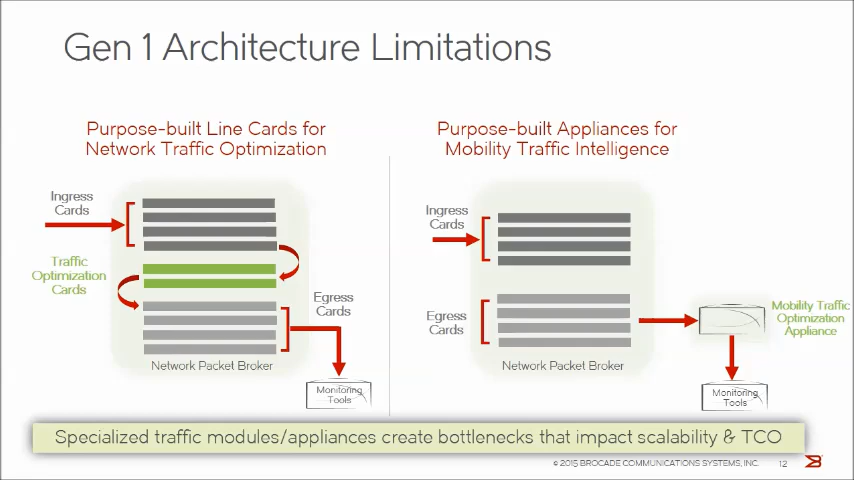 Gen 1 Architecture Limitations
Purpose-built Line Cards for
Network Traffic Optimization
Ingress
Cards
Traffic
Optimization
Cards
Egress
Cards
Network Packet Broker
Monitoring
Tools
Purpose-built Appliances for
Mobility Traffic Intelligence
Ingress
Cards
Egress
Cards
Mobility Traffic
Optimization
Appliance
Network Packet Broker
Monitoring
Tools
Specialized traffic modules/appliances create bottlenecks that impact scalability & TCO
© 2015 BROCADE COMMUNICATIONS SYSTEMS, INC.
12